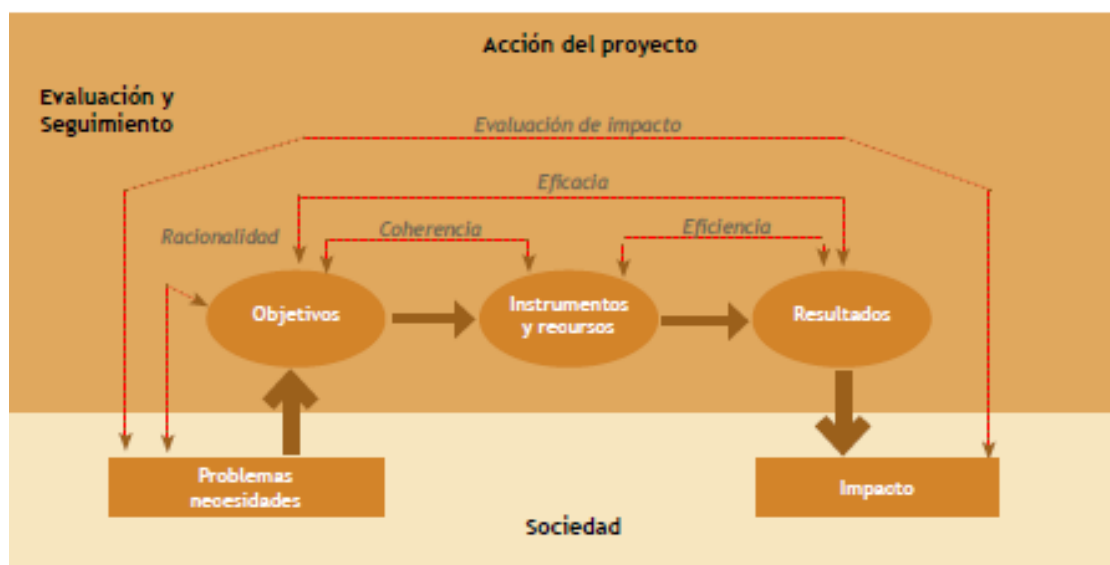 Acción del proyecto
Evaluación y
Seguimiento
Evaluación de impacto
Eficacia
Racionalidad
Coherencia
Eficiencia
Objetivos
Instrumentos
y recursos
Resultados
Problemas
necesidades
Impacto
Sociedad